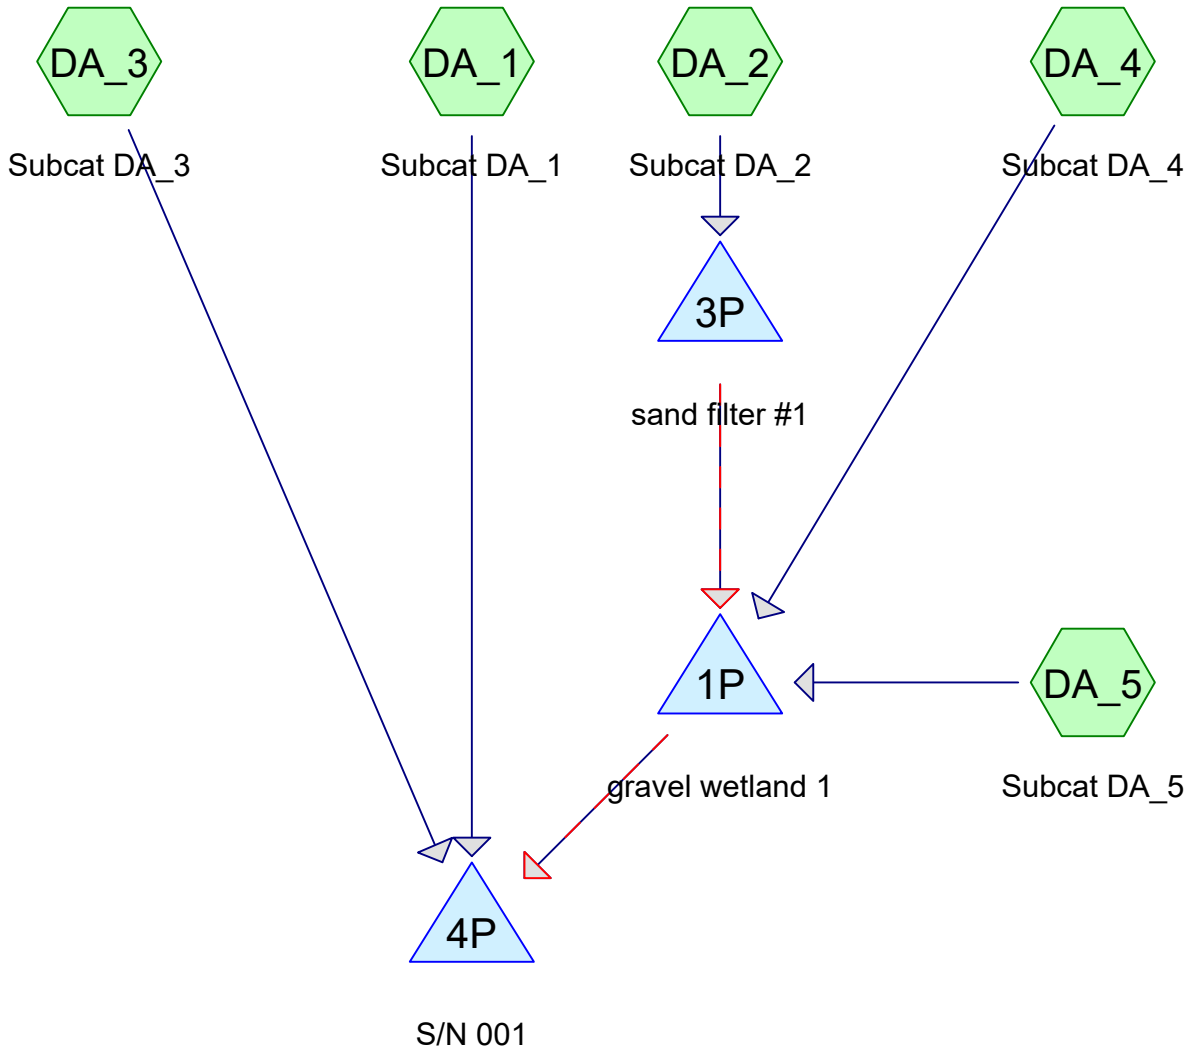 DA_3
DA_1
DA_2
DA_4
Subcat DA_3
Subcat DA_1
Subcat DA_2
Subcat DA_4
3P
sand filter #1
1P
DA_5
gravel wetland 1
Subcat DA_5
4P
S/N 001